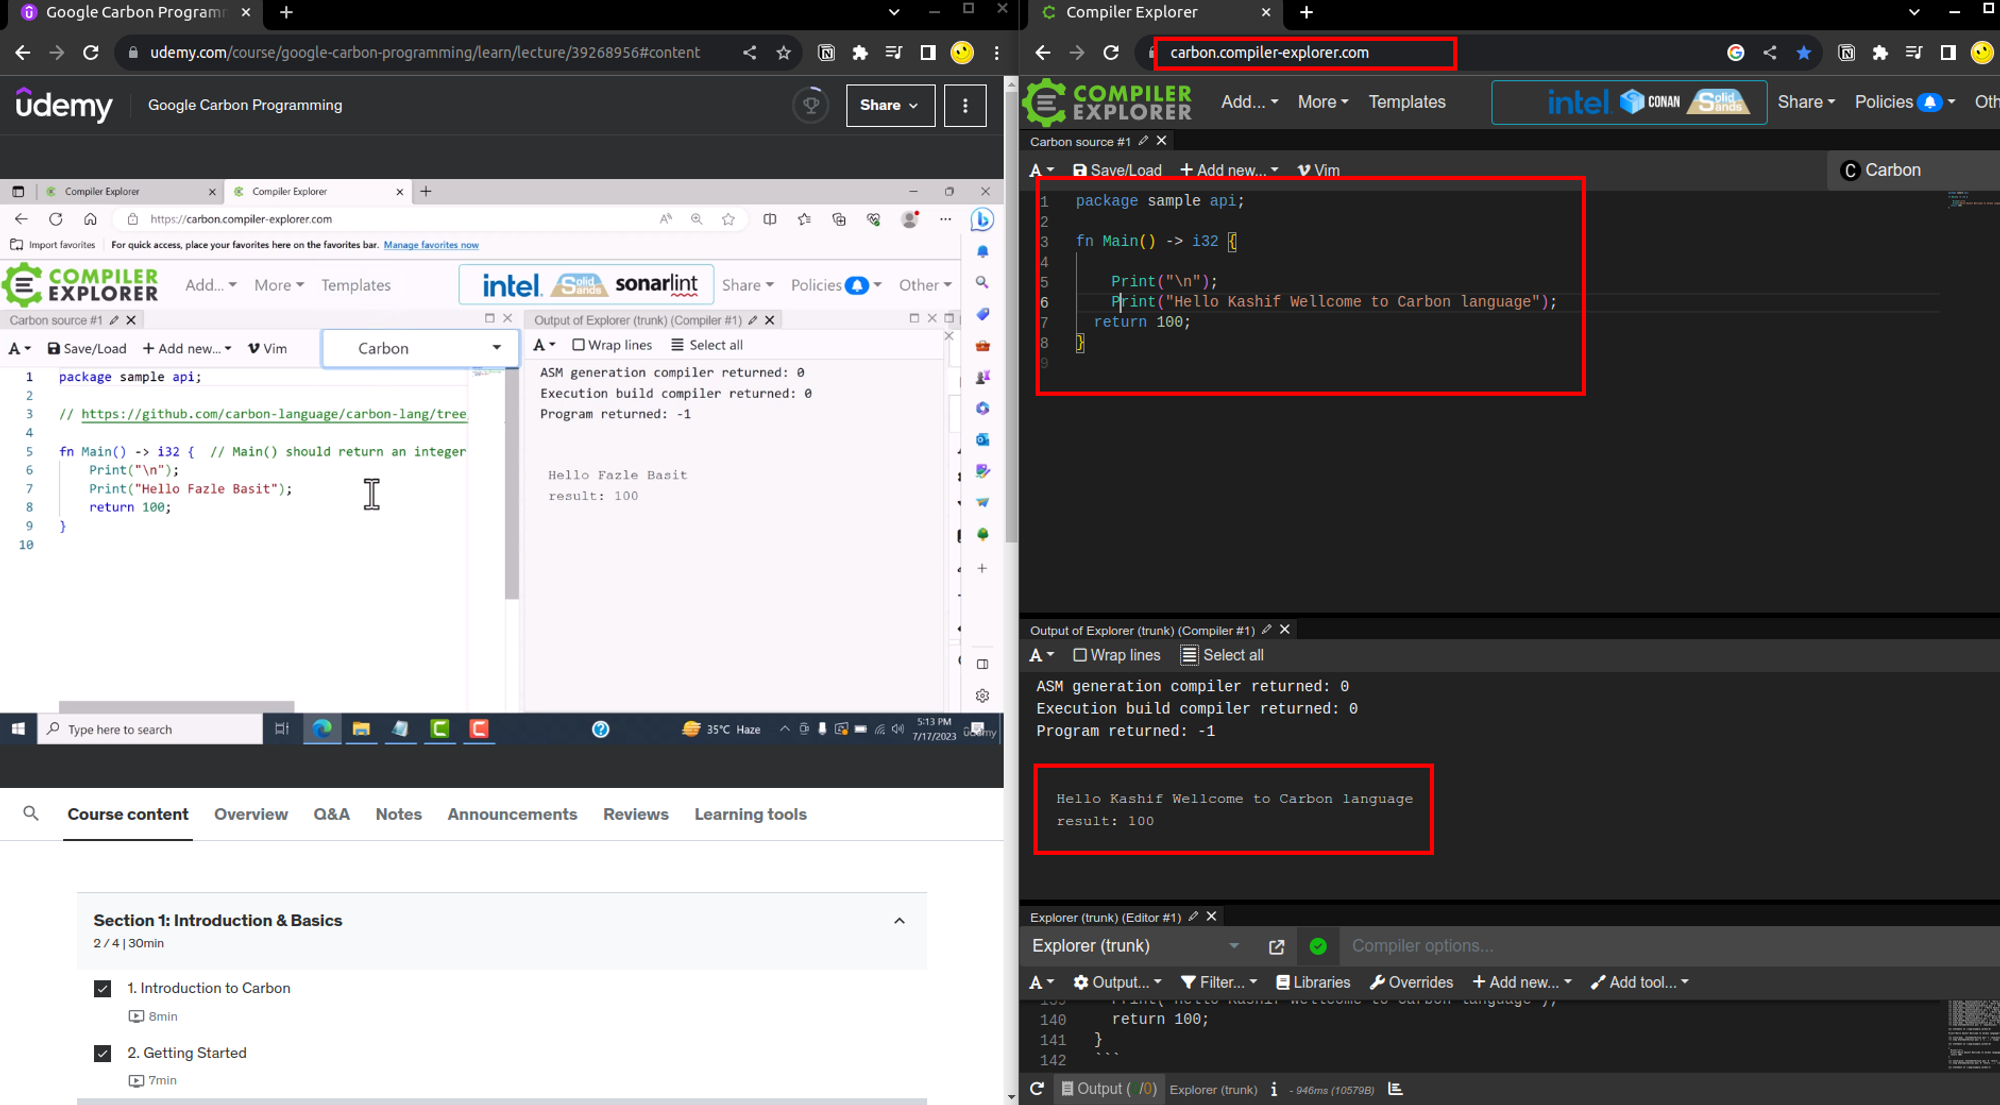 Google Carbon Programm
udemy.com/course/google-carbon-programming/learn/lecture/39268956#content
udemy
Google Carbon Programming
Share
Compiler Explorer
Compiler Explorer
https://carbon.compiler-explorer.com
Import favorites
For quick access, place your favorites here on the favorites bar. Manage favorites now
COMPILER
EXPLORER
Add...
More
Templates
intel.
Solid Sands
sonarlint
Share
Policies
Other
Carbon source #1
A
Save/Load
Add new...
Vim
Carbon
1 package sample api;
2
3 // https://github.com/carbon-language/carbon-lang/tree
4
5 fn Main() -> i32 {  // Main() should return an integer
6 Print("\n");
7 Print("Hello Fazle Basit");
8 return 100;
9 }
10
Output of Explorer (trunk) (Compiler #1)
A
Wrap lines
Select all
ASM generation compiler returned: 0
Execution build compiler returned: 0
Program returned: -1
Hello Fazle Basit
result: 100
Type here to search
35°C Haze
5:13 PM
7/17/2023
udemy
Course content
Overview
Q&A
Notes
Announcements
Reviews
Learning tools
Section 1: Introduction & Basics
2 / 4 | 30min
1. Introduction to Carbon
8min
2. Getting Started
7min
Compiler Explorer
carbon.compiler-explorer.com
COMPILER
EXPLORER
Add...
More
Templates
intel.
CONAN
Solid Sands
Share
Policies
Oth
Carbon source #1
A
Save/Load
Add new...
Vim
C Carbon
1 package sample api;
2
3 fn Main() -> i32 {
4
5 Print("\n");
6 Print("Hello Kashif Wellcome to Carbon language");
7 return 100;
8 }
9
Output of Explorer (trunk) (Compiler #1)
A
Wrap lines
Select all
ASM generation compiler returned: 0
Execution build compiler returned: 0
Program returned: -1
Hello Kashif Wellcome to Carbon language
result: 100
Explorer (trunk) (Editor #1)
Explorer (trunk)
Compiler options...
A
Output...
Filter...
Libraries
Overrides
Add new...
Add tool...
139 Print("Hello Kashif Wellcome to Carbon language");
140 return 100;
141 }
142 ```
Output ( /0)
Explorer (trunk)
i
- 946ms (10579B)